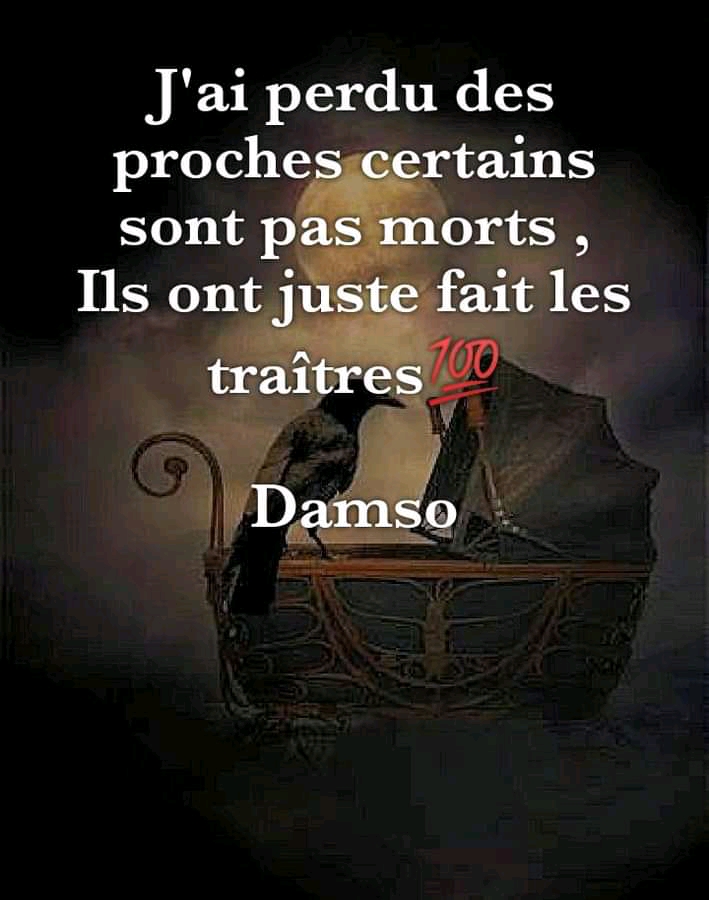 J'ai perdu des
proches certains
sont pas morts ,
Ils ont juste fait les
traîtres💯
Damso